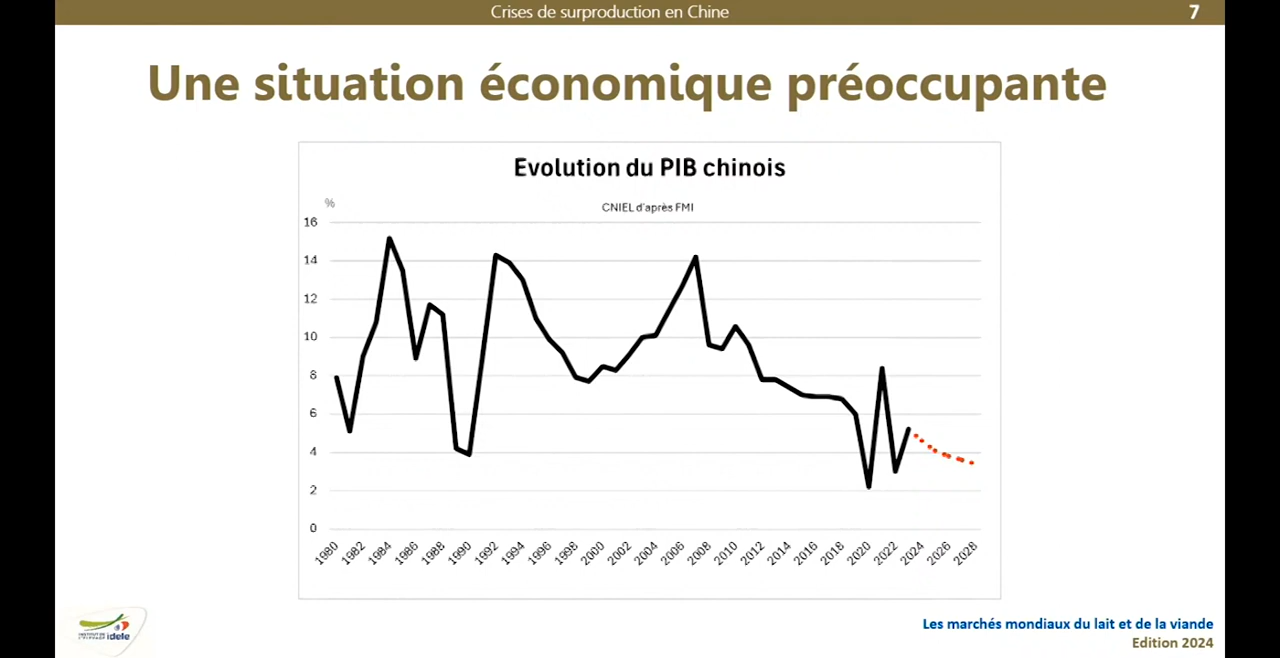 Crises de surproduction en Chine
7
Une situation économique préoccupante
Evolution du PIB chinois
%
CNIEL d'après FMI
16
14
12
10
8
6
4
2
0
1980 1982 1984 1986 1988 1990 1992 1994 1996 1998 2000 2002 2004 2006 2008 2010 2012 2014 2016 2018 2020 2022 2024 2026 2028
INSTITUT DE
L'ELEVAGE idele
Les marchés mondiaux du lait et de la viande
Edition 2024